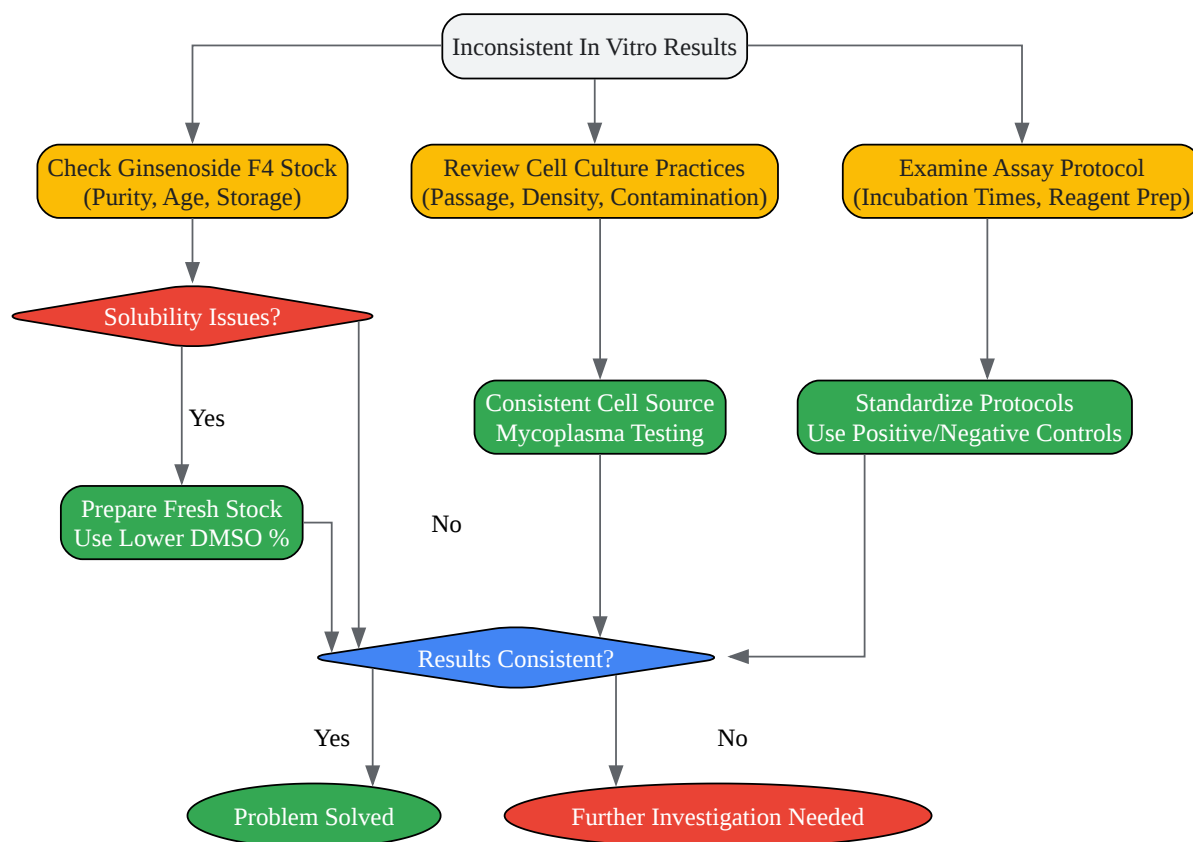 Inconsistent In Vitro Results
Check Ginsenoside F4 Stock
(Purity, Age, Storage)
Review Cell Culture Practices
(Passage, Density, Contamination)
Examine Assay Protocol
(Incubation Times, Reagent Prep)
Solubility Issues?
Yes
Consistent Cell Source
Mycoplasma Testing
Standardize Protocols
Use Positive/Negative Controls
Prepare Fresh Stock
Use Lower DMSO %
No
Results Consistent?
Yes
No
Problem Solved
Further Investigation Needed